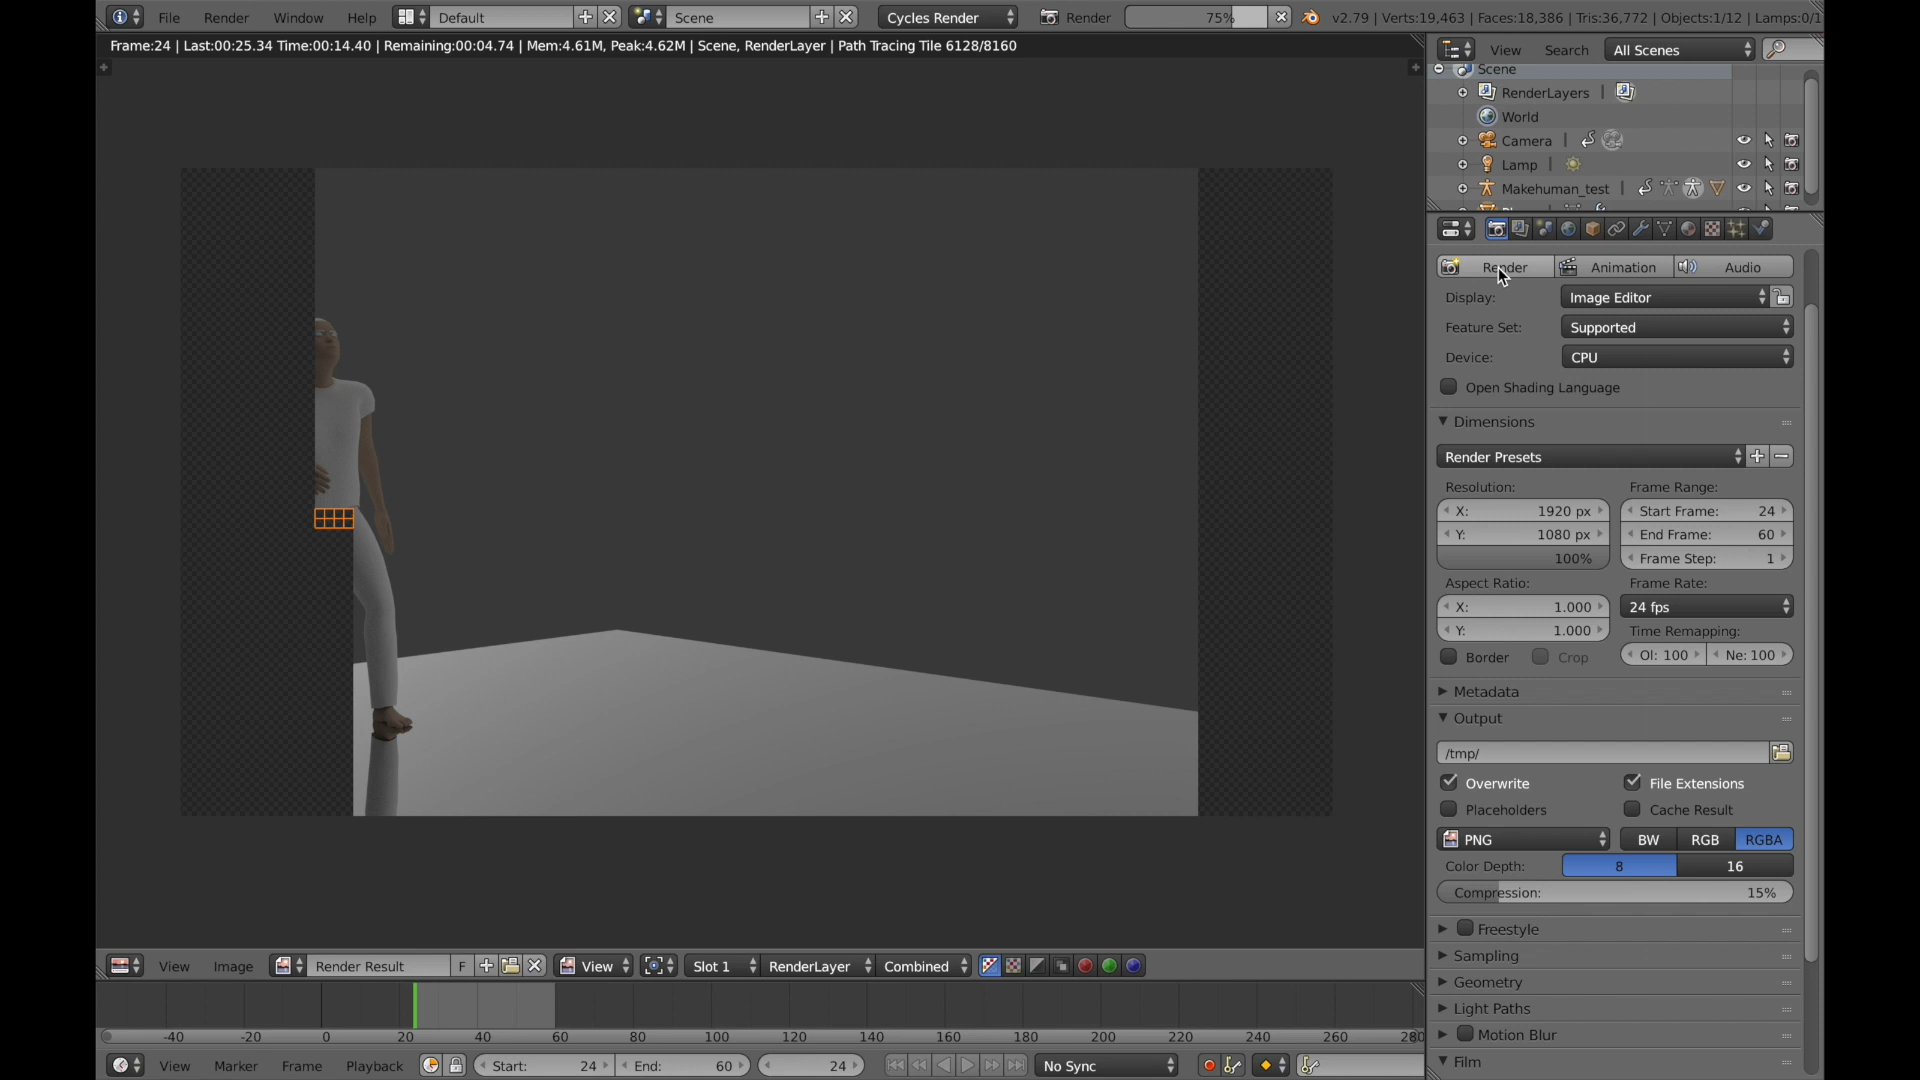 File Render Window Help Default Scene Cycles Render Render 75% v2.79 | Verts:19,463 | Faces:18,386 | Tris:36,772 | Objects:1/12 | Lamps:0/1
Frame:24 | Last:00:25.34 Time:00:14.40 | Remaining:00:04.74 | Mem:4.61M, Peak:4.62M | Scene, RenderLayer | Path Tracing Tile 6128/8160
View Search All Scenes
Scene
RenderLayers
World
Camera
Lamp
Makehuman_test
Render Animation Audio
Display: Image Editor
Feature Set: Supported
Device: CPU
Open Shading Language
Dimensions
Render Presets
Resolution: Frame Range:
X: 1920 px Start Frame: 24
Y: 1080 px End Frame: 60
100% Frame Step: 1
Aspect Ratio: Frame Rate:
X: 1.000 24 fps
Y: 1.000 Time Remapping:
Border Crop Ol: 100 Ne: 100
Metadata
Output
/tmp/
Overwrite File Extensions
Placeholders Cache Result
PNG BW RGB RGBA
Color Depth: 8 16
Compression: 15%
Freestyle
Sampling
Geometry
Light Paths
Motion Blur
Film
View Image Render Result F View Slot 1 RenderLayer Combined
-40 -20 0 20 40 60 80 100 120 140 160 180 200 220 240 260 280
View Marker Frame Playback Start: 24 End: 60 24 No Sync